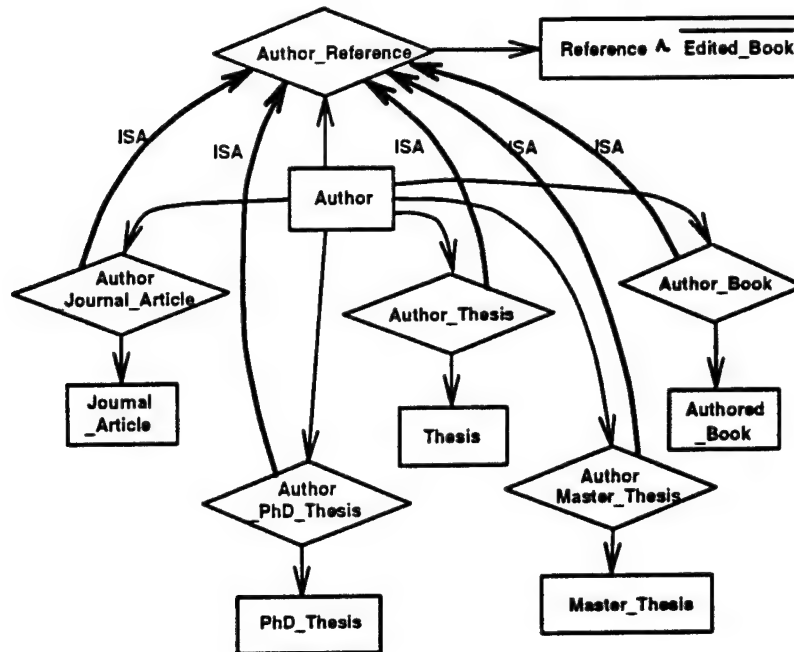 Author_Reference
Reference ∧ Edited_Book
ISA
ISA
ISA
ISA
ISA
Author
Author
Journal_Article
Author_Thesis
Author_Book
Journal
_Article
Thesis
Authored
_Book
Author
_PhD_Thesis
Author
Master_Thesis
PhD_Thesis
Master_Thesis